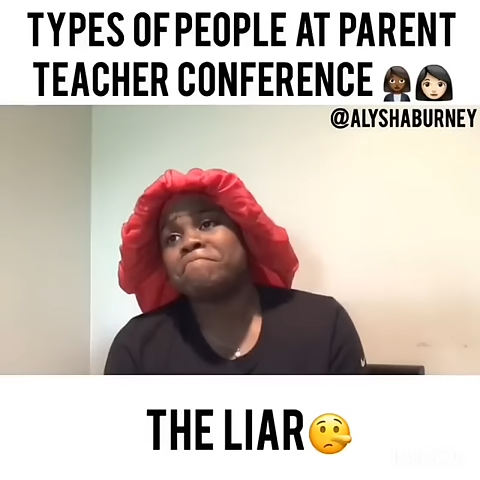 TYPES OF PEOPLE AT PARENT
TEACHER CONFERENCE 👩🏿‍💼👩🏻
@ALYSHABURNEY
THE LIAR🤥